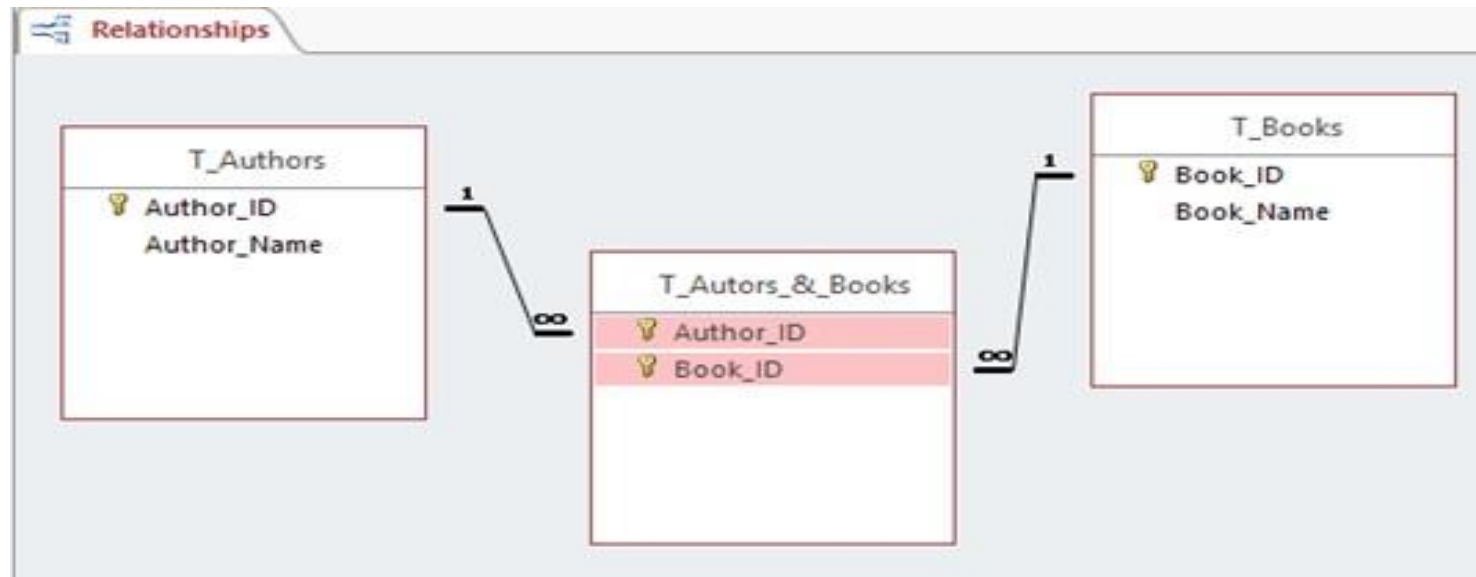 Relationships
T_Authors
Author_ID
Author_Name
1
∞
T_Autors_&_Books
Author_ID
Book_ID
∞
1
T_Books
Book_ID
Book_Name